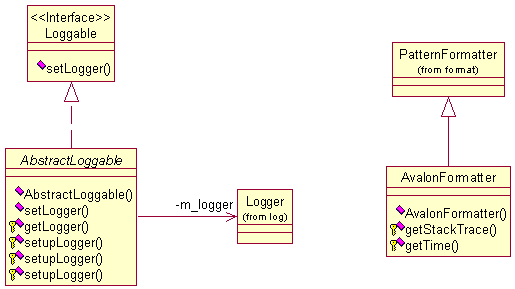 <<Interface>>
Loggable
setLogger()
PatternFormatter
(from format)
AbstractLoggable
AbstractLoggable()
setLogger()
getLogger()
setupLogger()
setupLogger()
setupLogger()
-m_logger
Logger
(from log)
AvalonFormatter
AvalonFormatter()
getStackTrace()
getTime()